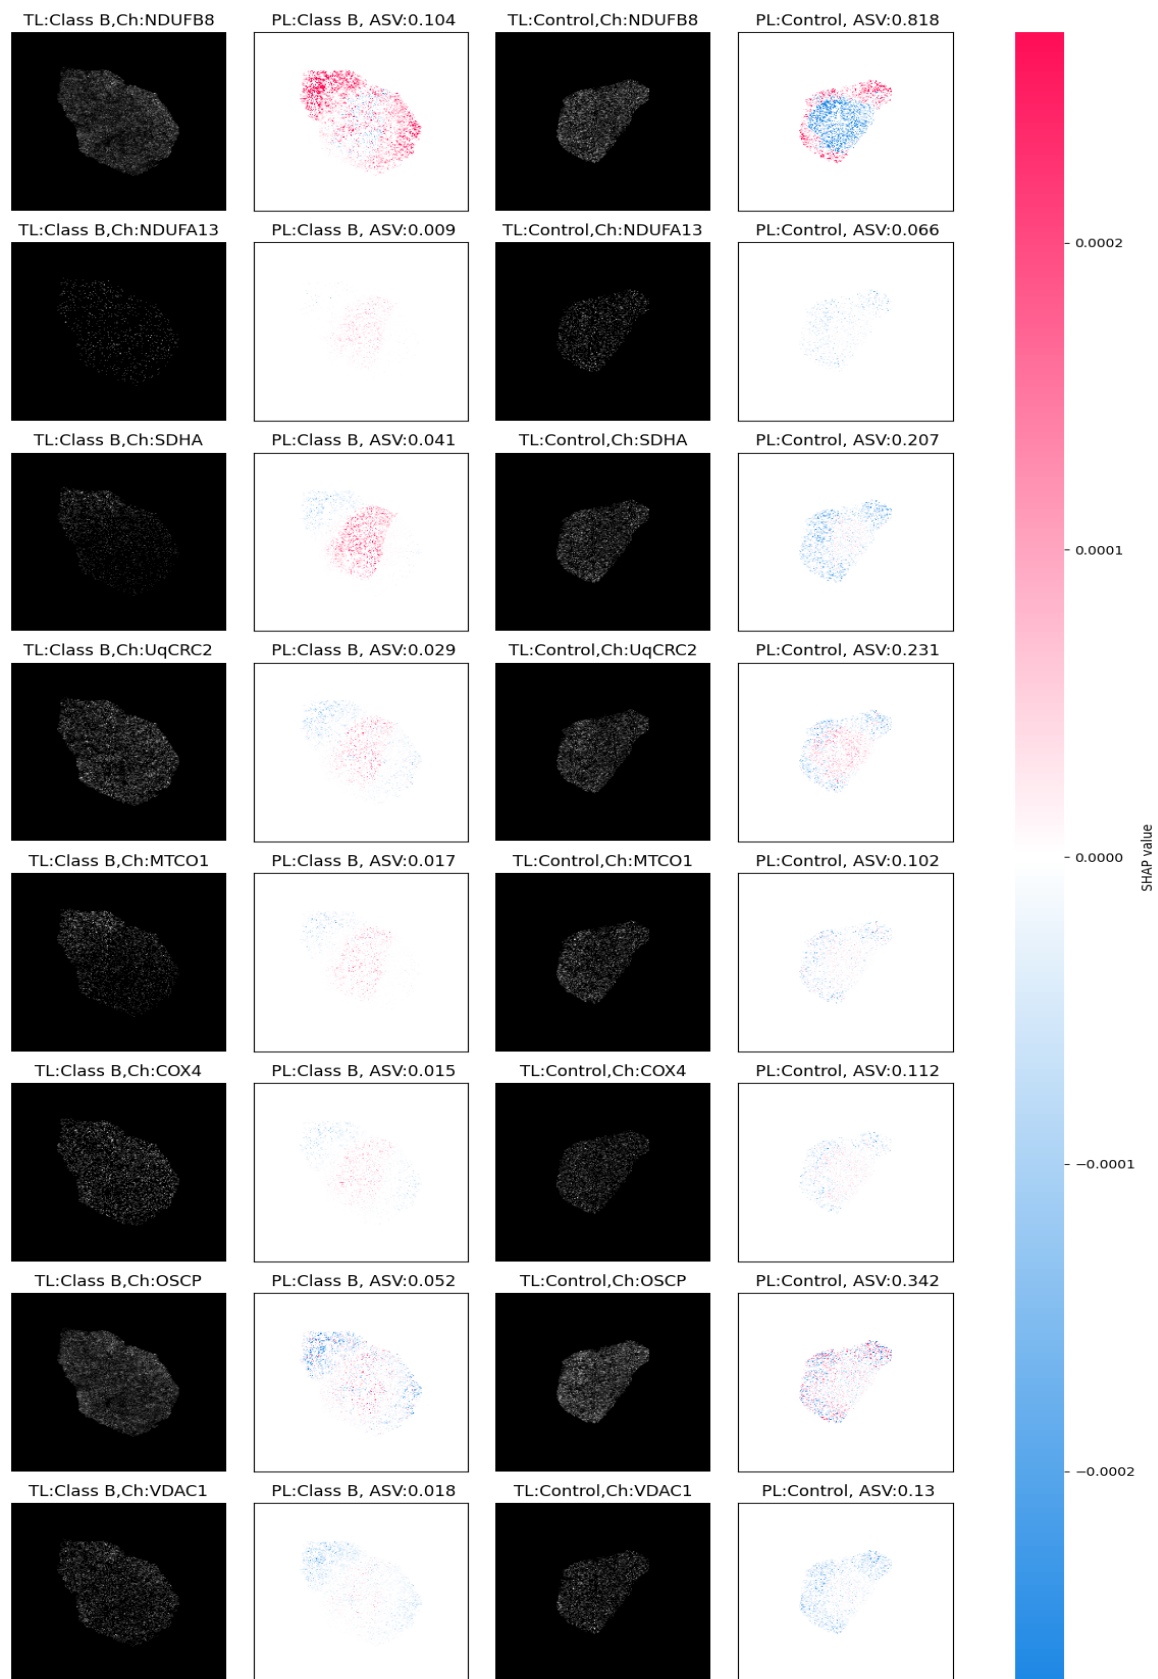 TL:Class B,Ch:NDUFB8 PL:Class B, ASV:0.104 TL:Control,Ch:NDUFB8 PL:Control, ASV:0.818
TL:Class B,Ch:NDUFA13 PL:Class B, ASV:0.009 TL:Control,Ch:NDUFA13 PL:Control, ASV:0.066
TL:Class B,Ch:SDHA PL:Class B, ASV:0.041 TL:Control,Ch:SDHA PL:Control, ASV:0.207
TL:Class B,Ch:UqCRC2 PL:Class B, ASV:0.029 TL:Control,Ch:UqCRC2 PL:Control, ASV:0.231
TL:Class B,Ch:MTCO1 PL:Class B, ASV:0.017 TL:Control,Ch:MTCO1 PL:Control, ASV:0.102
TL:Class B,Ch:COX4 PL:Class B, ASV:0.015 TL:Control,Ch:COX4 PL:Control, ASV:0.112
TL:Class B,Ch:OSCP PL:Class B, ASV:0.052 TL:Control,Ch:OSCP PL:Control, ASV:0.342
TL:Class B,Ch:VDAC1 PL:Class B, ASV:0.018 TL:Control,Ch:VDAC1 PL:Control, ASV:0.13
0.0002
0.0001
0.0000
−0.0001
−0.0002
SHAP value